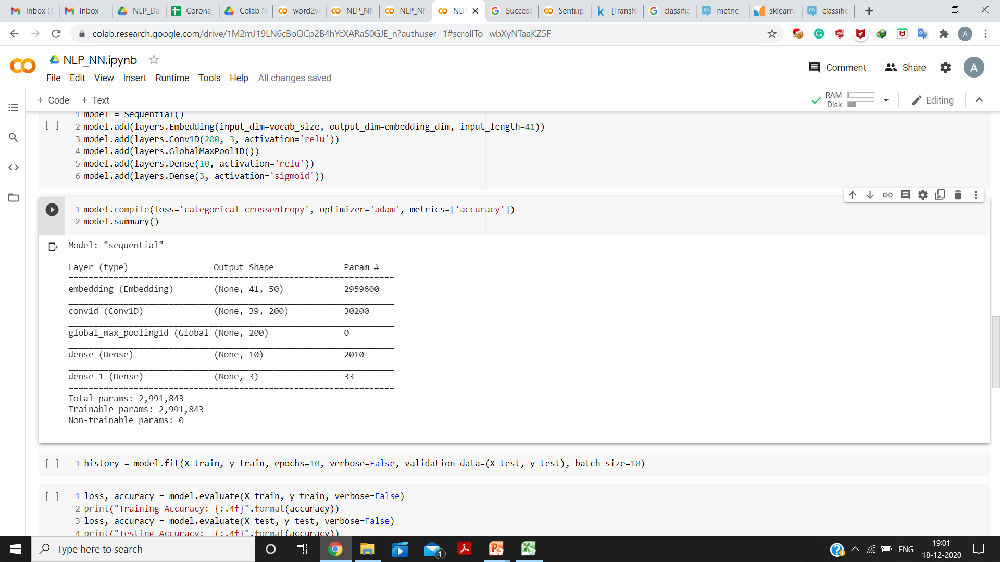 Inbox (1
Inbox -
NLP_Da
Corona_
Colab N
word2v
NLP_NN
NLP_NN
NLP
Success
Senti.ip
[Transfo
classific
metric -
sklearn.
classific
colab.research.google.com/drive/1M2mJ19LN6cBoQCp2B4hYcXARaS0GJE_n?authuser=1#scrollTo=wbXyNTaaKZ5F
A
NLP_NN.ipynb
Comment
Share
A
File Edit View Insert Runtime Tools Help All changes saved
+ Code + Text
RAM
Disk
Editing
1 model = Sequential()
[ ] 2 model.add(layers.Embedding(input_dim=vocab_size, output_dim=embedding_dim, input_length=41))
3 model.add(layers.Conv1D(200, 3, activation='relu'))
4 model.add(layers.GlobalMaxPool1D())
5 model.add(layers.Dense(10, activation='relu'))
6 model.add(layers.Dense(3, activation='sigmoid'))
1 model.compile(loss='categorical_crossentropy', optimizer='adam', metrics=['accuracy'])
2 model.summary()
Model: "sequential"
_________________________________________________________________
Layer (type) Output Shape Param #
=================================================================
embedding (Embedding) (None, 41, 50) 2959600
_________________________________________________________________
conv1d (Conv1D) (None, 39, 200) 30200
_________________________________________________________________
global_max_pooling1d (Global (None, 200) 0
_________________________________________________________________
dense (Dense) (None, 10) 2010
_________________________________________________________________
dense_1 (Dense) (None, 3) 33
=================================================================
Total params: 2,991,843
Trainable params: 2,991,843
Non-trainable params: 0
_________________________________________________________________
[ ] 1 history = model.fit(X_train, y_train, epochs=10, verbose=False, validation_data=(X_test, y_test), batch_size=10)
[ ] 1 loss, accuracy = model.evaluate(X_train, y_train, verbose=False)
2 print("Training Accuracy: {:.4f}".format(accuracy))
3 loss, accuracy = model.evaluate(X_test, y_test, verbose=False)
4 print("Testing Accuracy: {:.4f}".format(accuracy))
Type here to search
1
ENG
19:01
18-12-2020